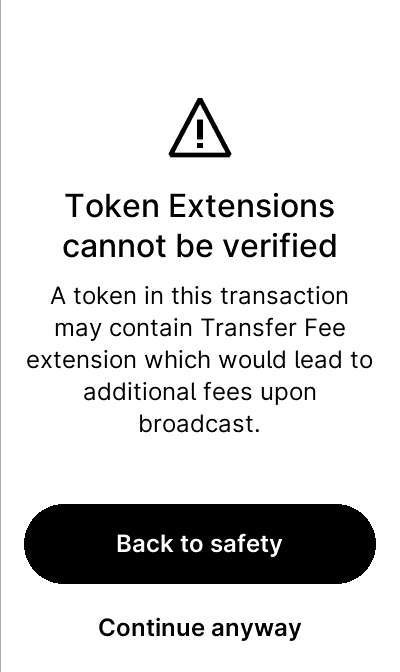 Token Extensions
cannot be verified
A token in this transaction
may contain Transfer Fee
extension which would lead to
additional fees upon
broadcast.
Back to safety
Continue anyway